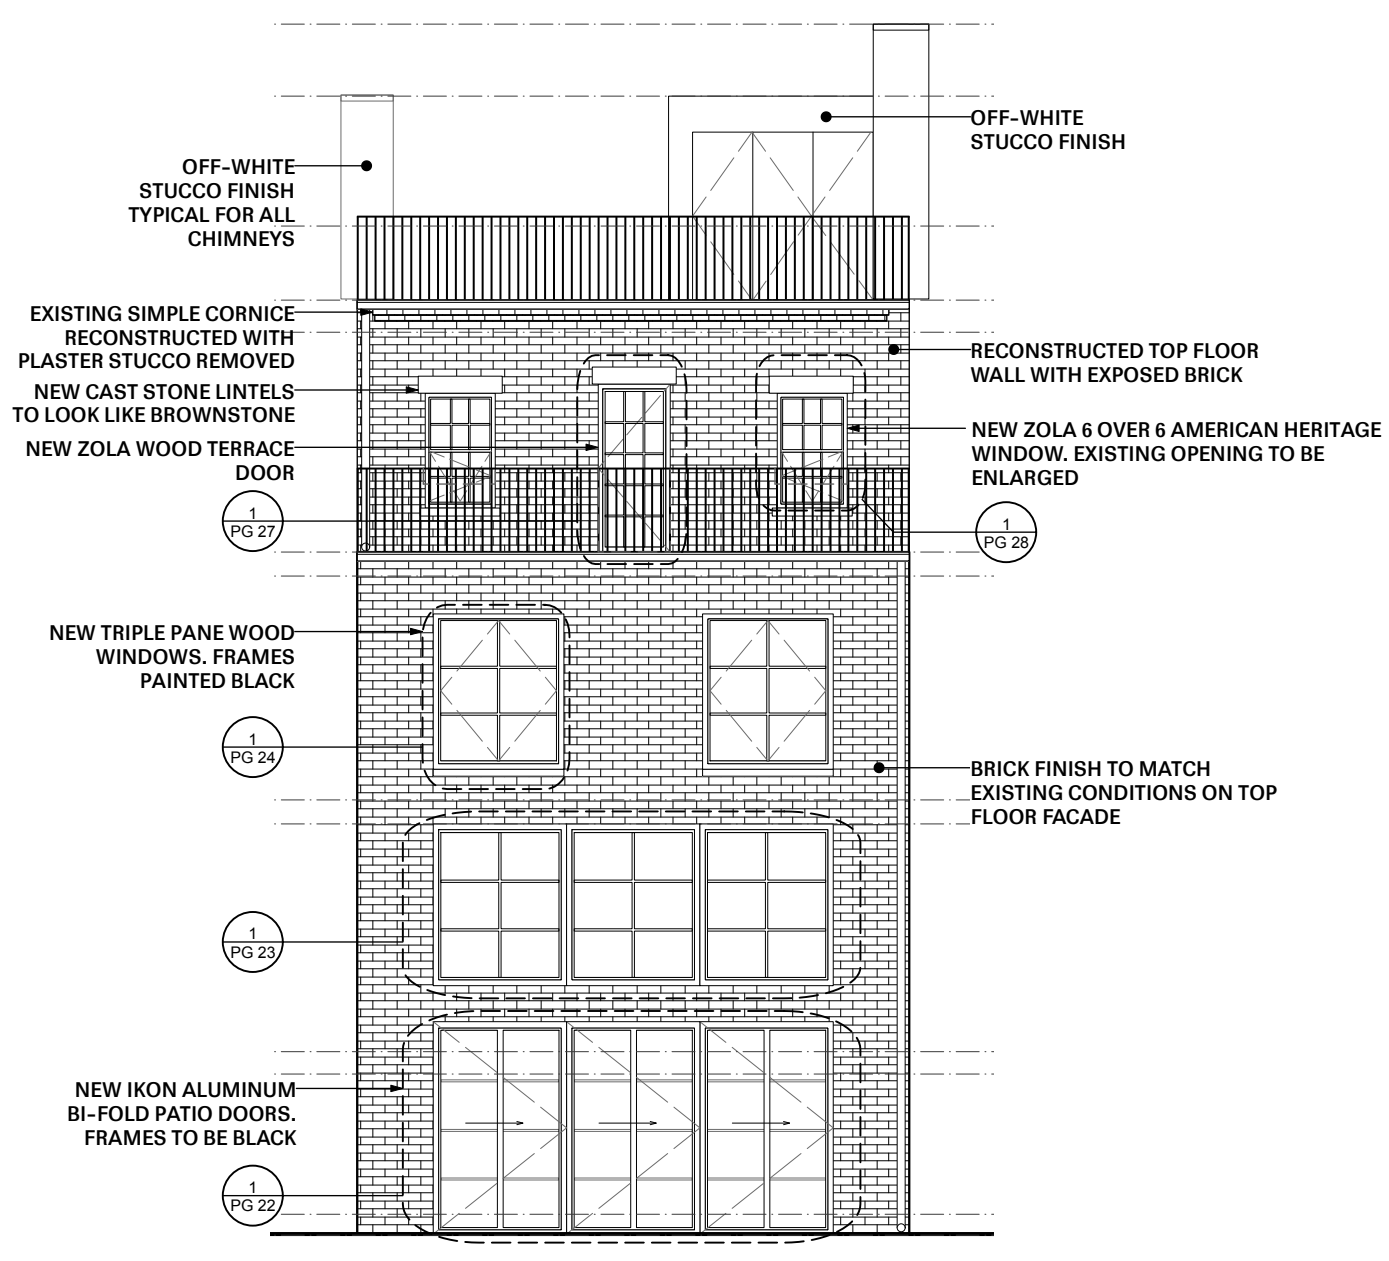 OFF-WHITE
STUCCO FINISH
OFF-WHITE
STUCCO FINISH
TYPICAL FOR ALL
CHIMNEYS
EXISTING SIMPLE CORNICE
RECONSTRUCTED WITH
PLASTER STUCCO REMOVED
RECONSTRUCTED TOP FLOOR
WALL WITH EXPOSED BRICK
NEW CAST STONE LINTELS
TO LOOK LIKE BROWNSTONE
NEW ZOLA 6 OVER 6 AMERICAN HERITAGE
WINDOW. EXISTING OPENING TO BE
ENLARGED
NEW ZOLA WOOD TERRACE
DOOR
1
PG 27
1
PG 28
NEW TRIPLE PANE WOOD
WINDOWS. FRAMES
PAINTED BLACK
1
PG 24
BRICK FINISH TO MATCH
EXISTING CONDITIONS ON TOP
FLOOR FACADE
1
PG 23
NEW IKON ALUMINUM
BI-FOLD PATIO DOORS.
FRAMES TO BE BLACK
1
PG 22